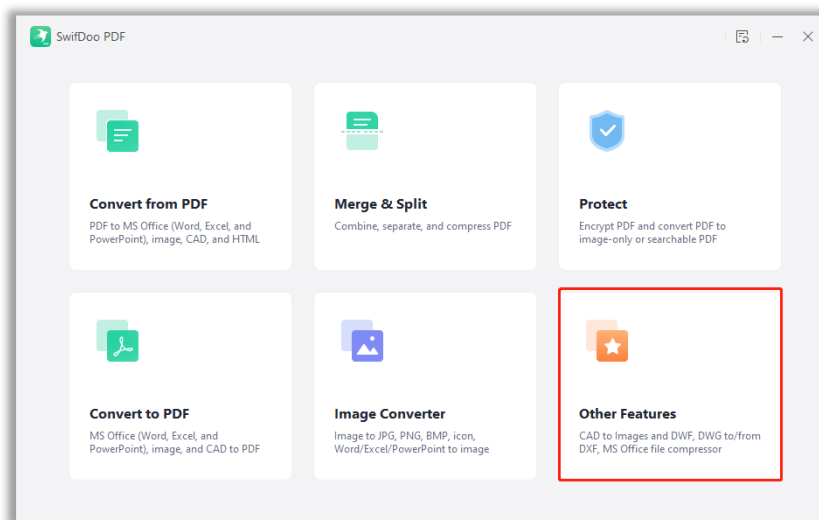 SwifDoo PDF
Convert from PDF
PDF to MS Office (Word, Excel, and
PowerPoint), image, CAD, and HTML
Merge & Split
Combine, separate, and compress PDF
Protect
Encrypt PDF and convert PDF to
image-only or searchable PDF
Convert to PDF
MS Office (Word, Excel, and
PowerPoint), image, and CAD to PDF
Image Converter
Image to JPG, PNG, BMP, icon,
Word/Excel/PowerPoint to image
Other Features
CAD to Images and DWF, DWG to/from
DXF, MS Office file compressor